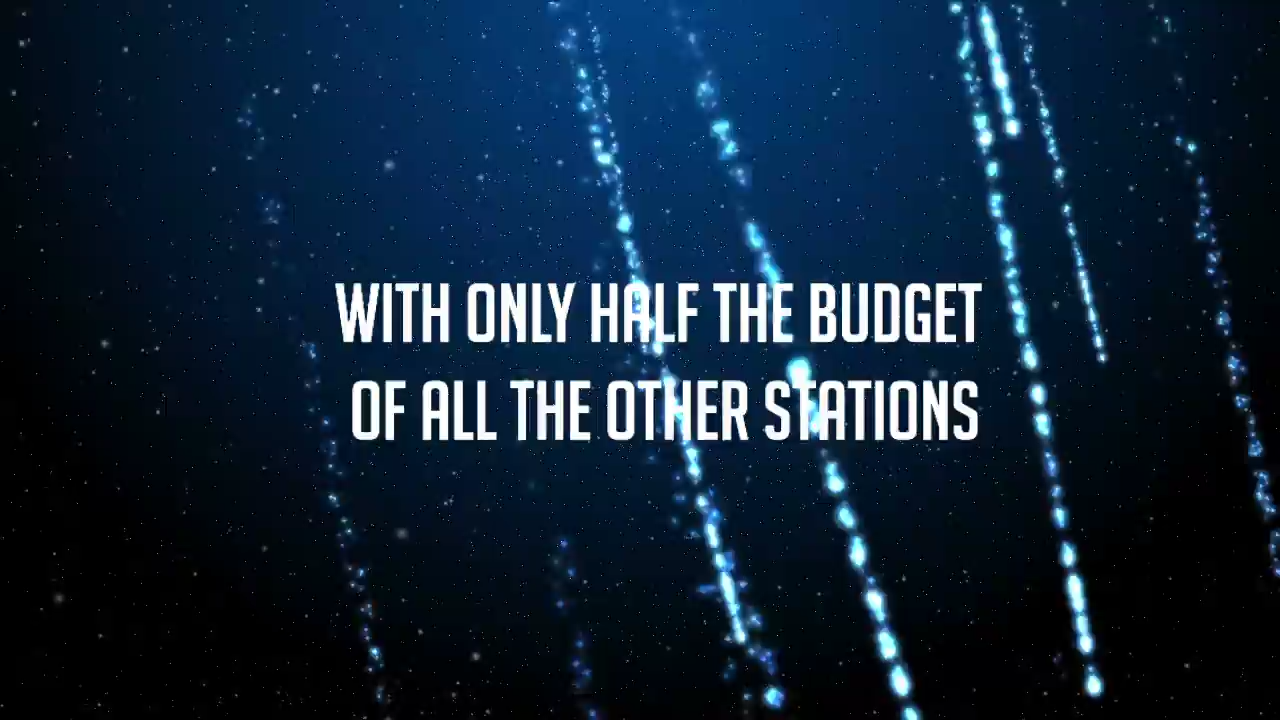 WITH ONLY HALF THE BUDGET
OF ALL THE OTHER STATIONS